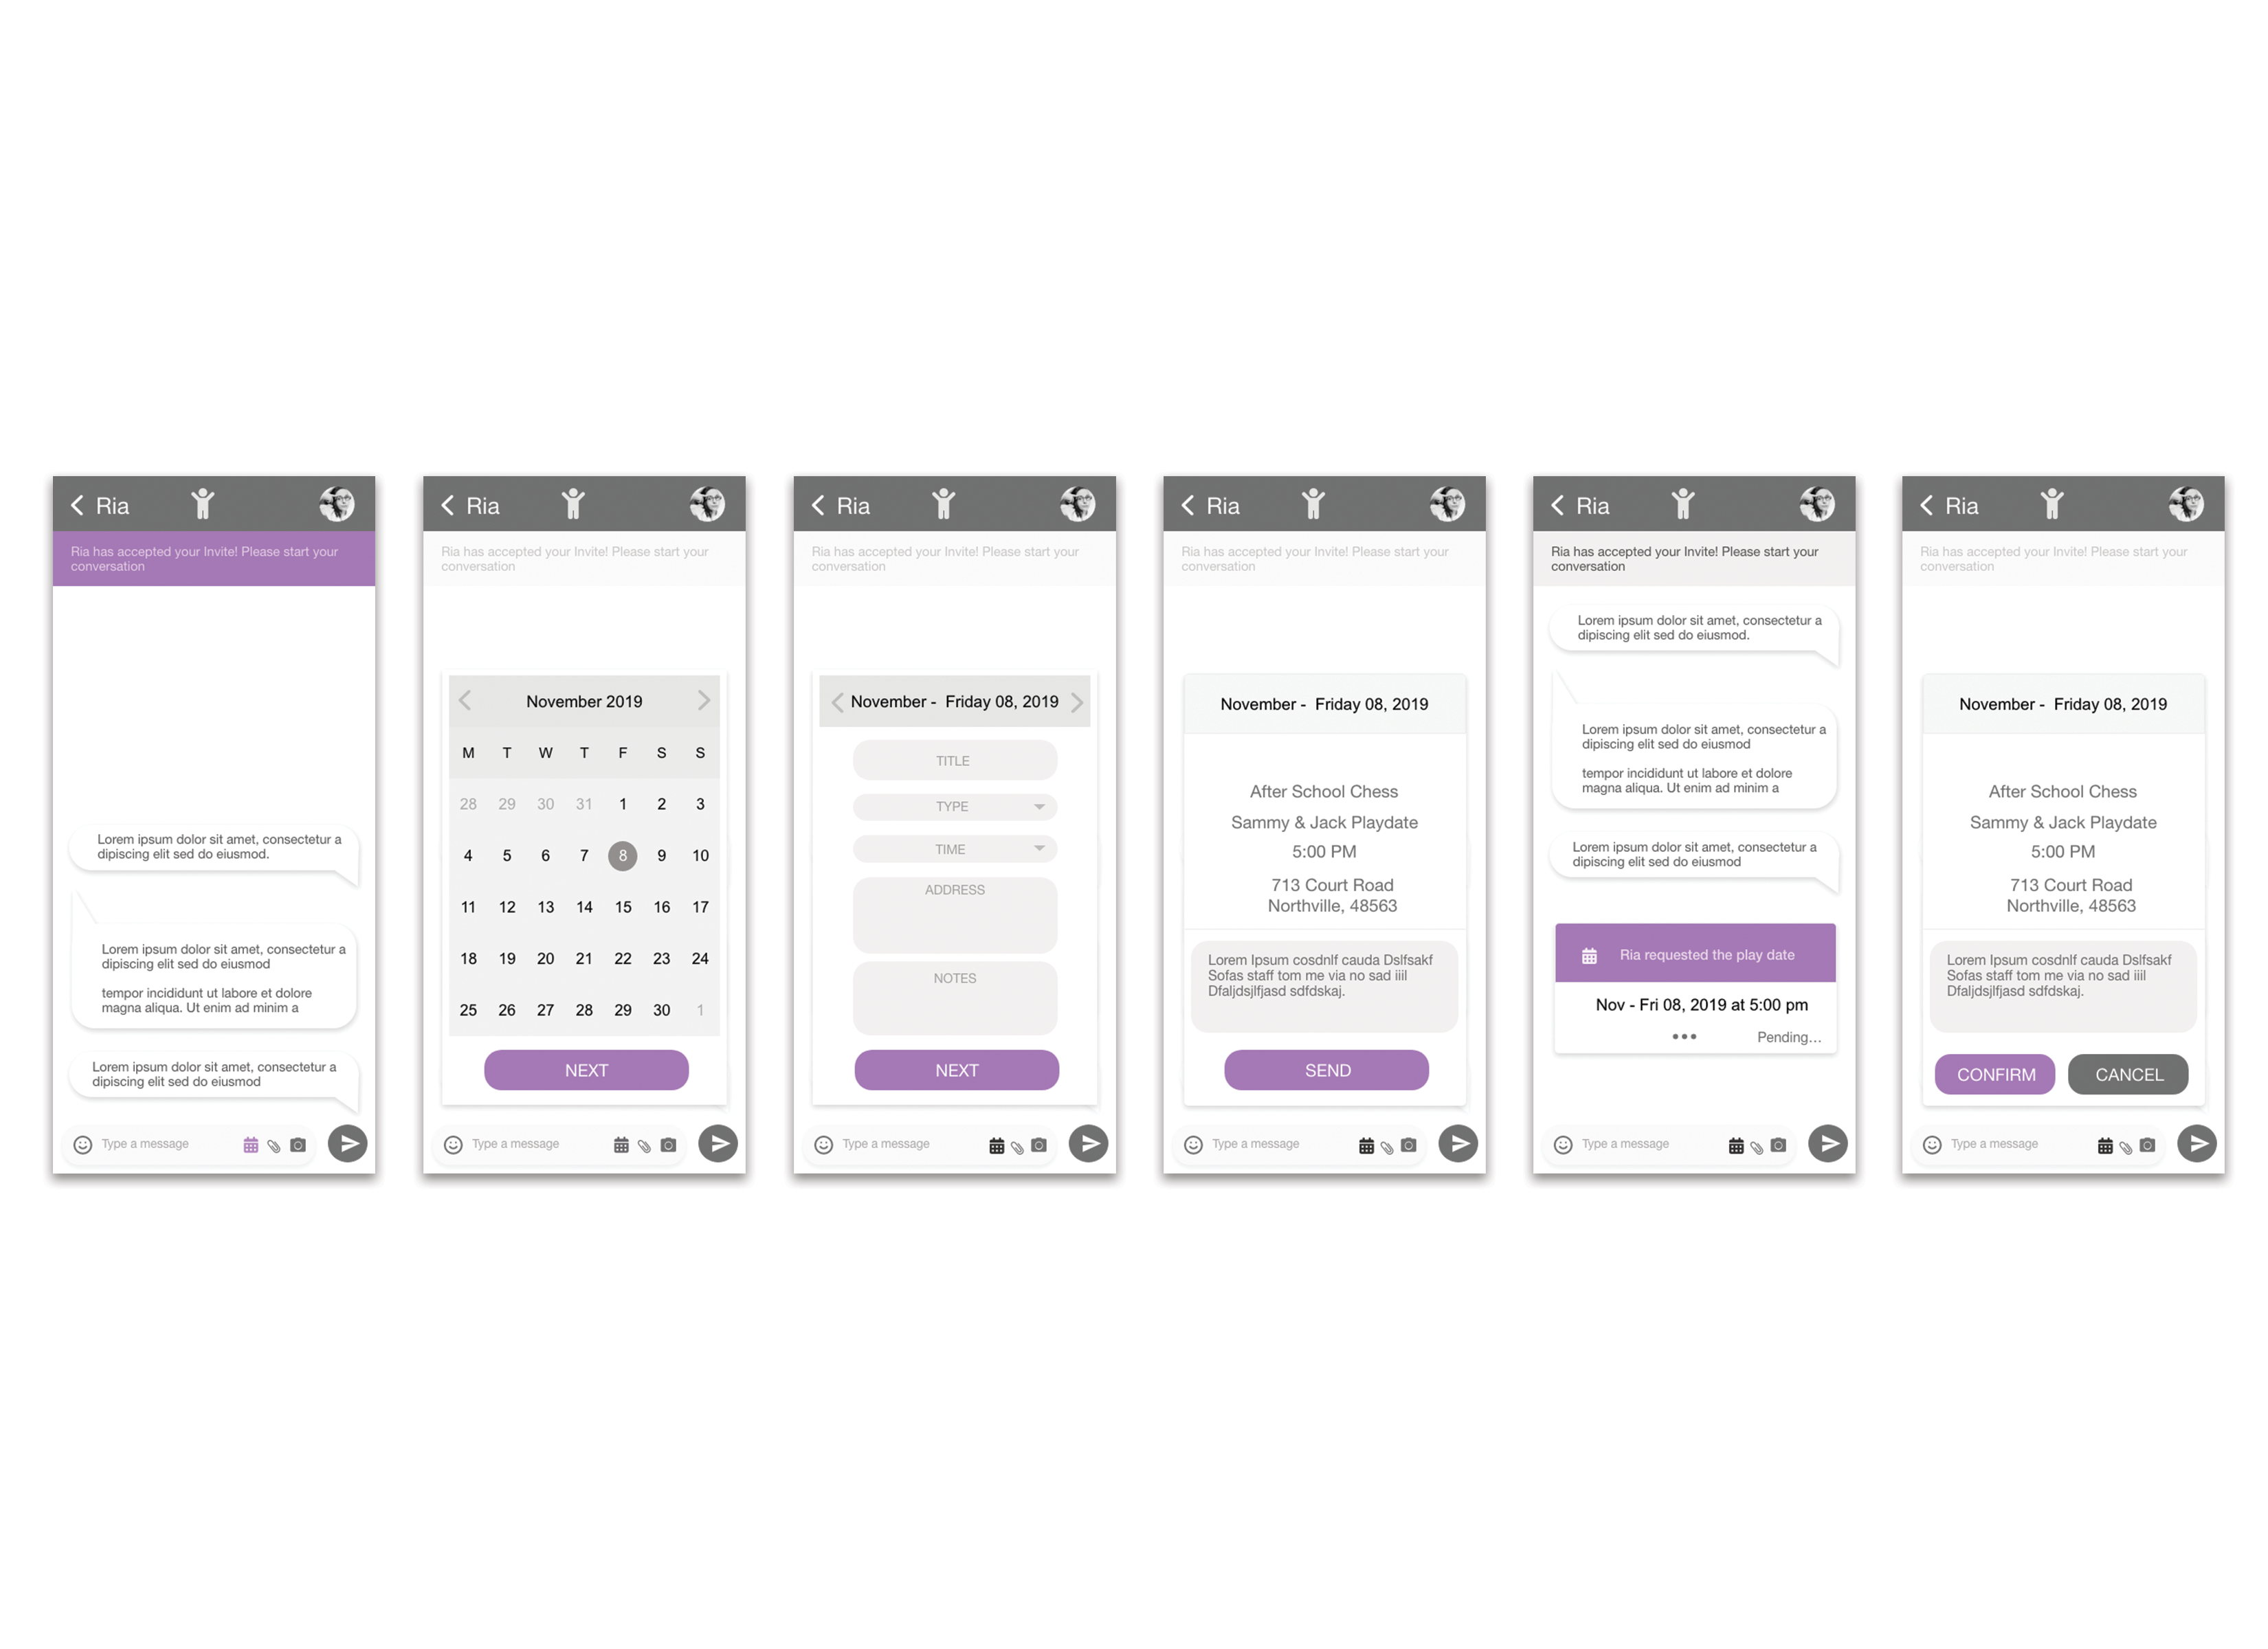 Ria
Ria has accepted your Invite! Please start your
conversation
Lorem ipsum dolor sit amet, consectetur a
dipiscing elit sed do eiusmod.
Lorem ipsum dolor sit amet, consectetur a
dipiscing elit sed do eiusmod
tempor incididunt ut labore et dolore
magna aliqua. Ut enim ad minim a
Lorem ipsum dolor sit amet, consectetur a
dipiscing elit sed do eiusmod
Type a message
Ria
Ria has accepted your Invite! Please start your
conversation
November 2019
M T W T F S S
28 29 30 31 1 2 3
4 5 6 7 8 9 10
11 12 13 14 15 16 17
18 19 20 21 22 23 24
25 26 27 28 29 30 1
NEXT
Type a message
Ria
Ria has accepted your Invite! Please start your
conversation
November - Friday 08, 2019
TITLE
TYPE
TIME
ADDRESS
NOTES
NEXT
Type a message
Ria
Ria has accepted your Invite! Please start your
conversation
November - Friday 08, 2019
After School Chess
Sammy & Jack Playdate
5:00 PM
713 Court Road
Northville, 48563
Lorem Ipsum cosdnlf cauda Dslfsakf
Sofas staff tom me via no sad iiil
Dfaljdsjlfjasd sdfdskaj.
SEND
Type a message
Ria
Ria has accepted your Invite! Please start your
conversation
Lorem ipsum dolor sit amet, consectetur a
dipiscing elit sed do eiusmod.
Lorem ipsum dolor sit amet, consectetur a
dipiscing elit sed do eiusmod
tempor incididunt ut labore et dolore
magna aliqua. Ut enim ad minim a
Lorem ipsum dolor sit amet, consectetur a
dipiscing elit sed do eiusmod
Ria requested the play date
Nov - Fri 08, 2019 at 5:00 pm
Pending...
Type a message
Ria
Ria has accepted your Invite! Please start your
conversation
November - Friday 08, 2019
After School Chess
Sammy & Jack Playdate
5:00 PM
713 Court Road
Northville, 48563
Lorem Ipsum cosdnlf cauda Dslfsakf
Sofas staff tom me via no sad iiil
Dfaljdsjlfjasd sdfdskaj.
CONFIRM
CANCEL
Type a message